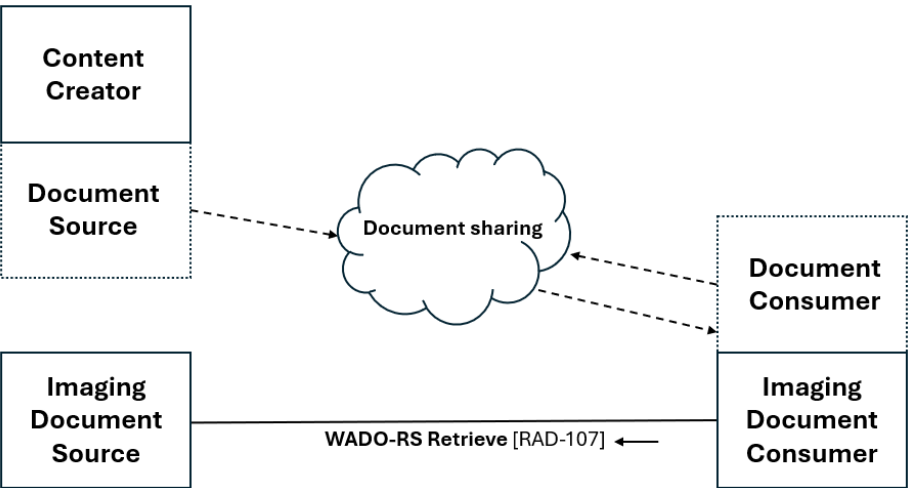 Content
Creator
Document
Source
Document sharing
Document
Consumer
Imaging
Document
Source
WADO-RS Retrieve [RAD-107]
Imaging
Document
Consumer